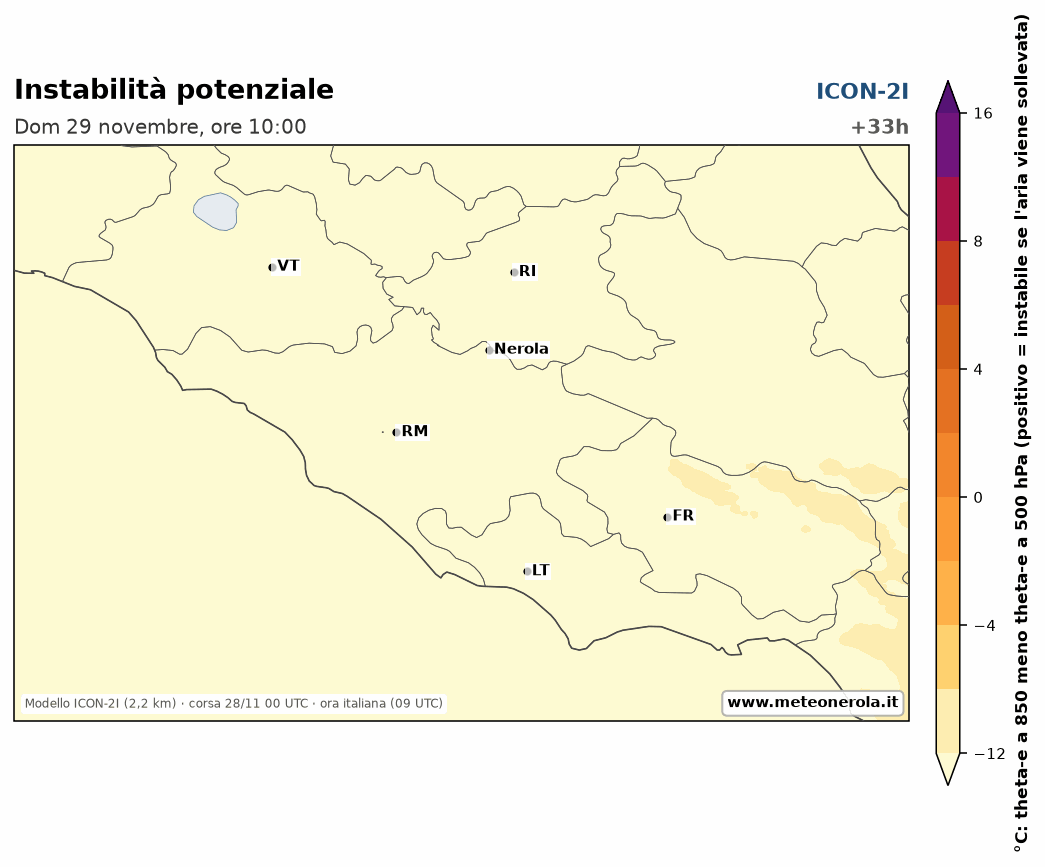 Instabilità potenziale
ICON-2I
Dom 29 novembre, ore 10:00
+33h
VT
RI
Nerola
RM
FR
LT
Modello ICON-2I (2,2 km) · corsa 28/11 00 UTC · ora italiana (09 UTC)
www.meteonerola.it
16
8
4
0
−4
−12
°C: theta-e a 850 meno theta-e a 500 hPa (positivo = instabile se l'aria viene sollevata)